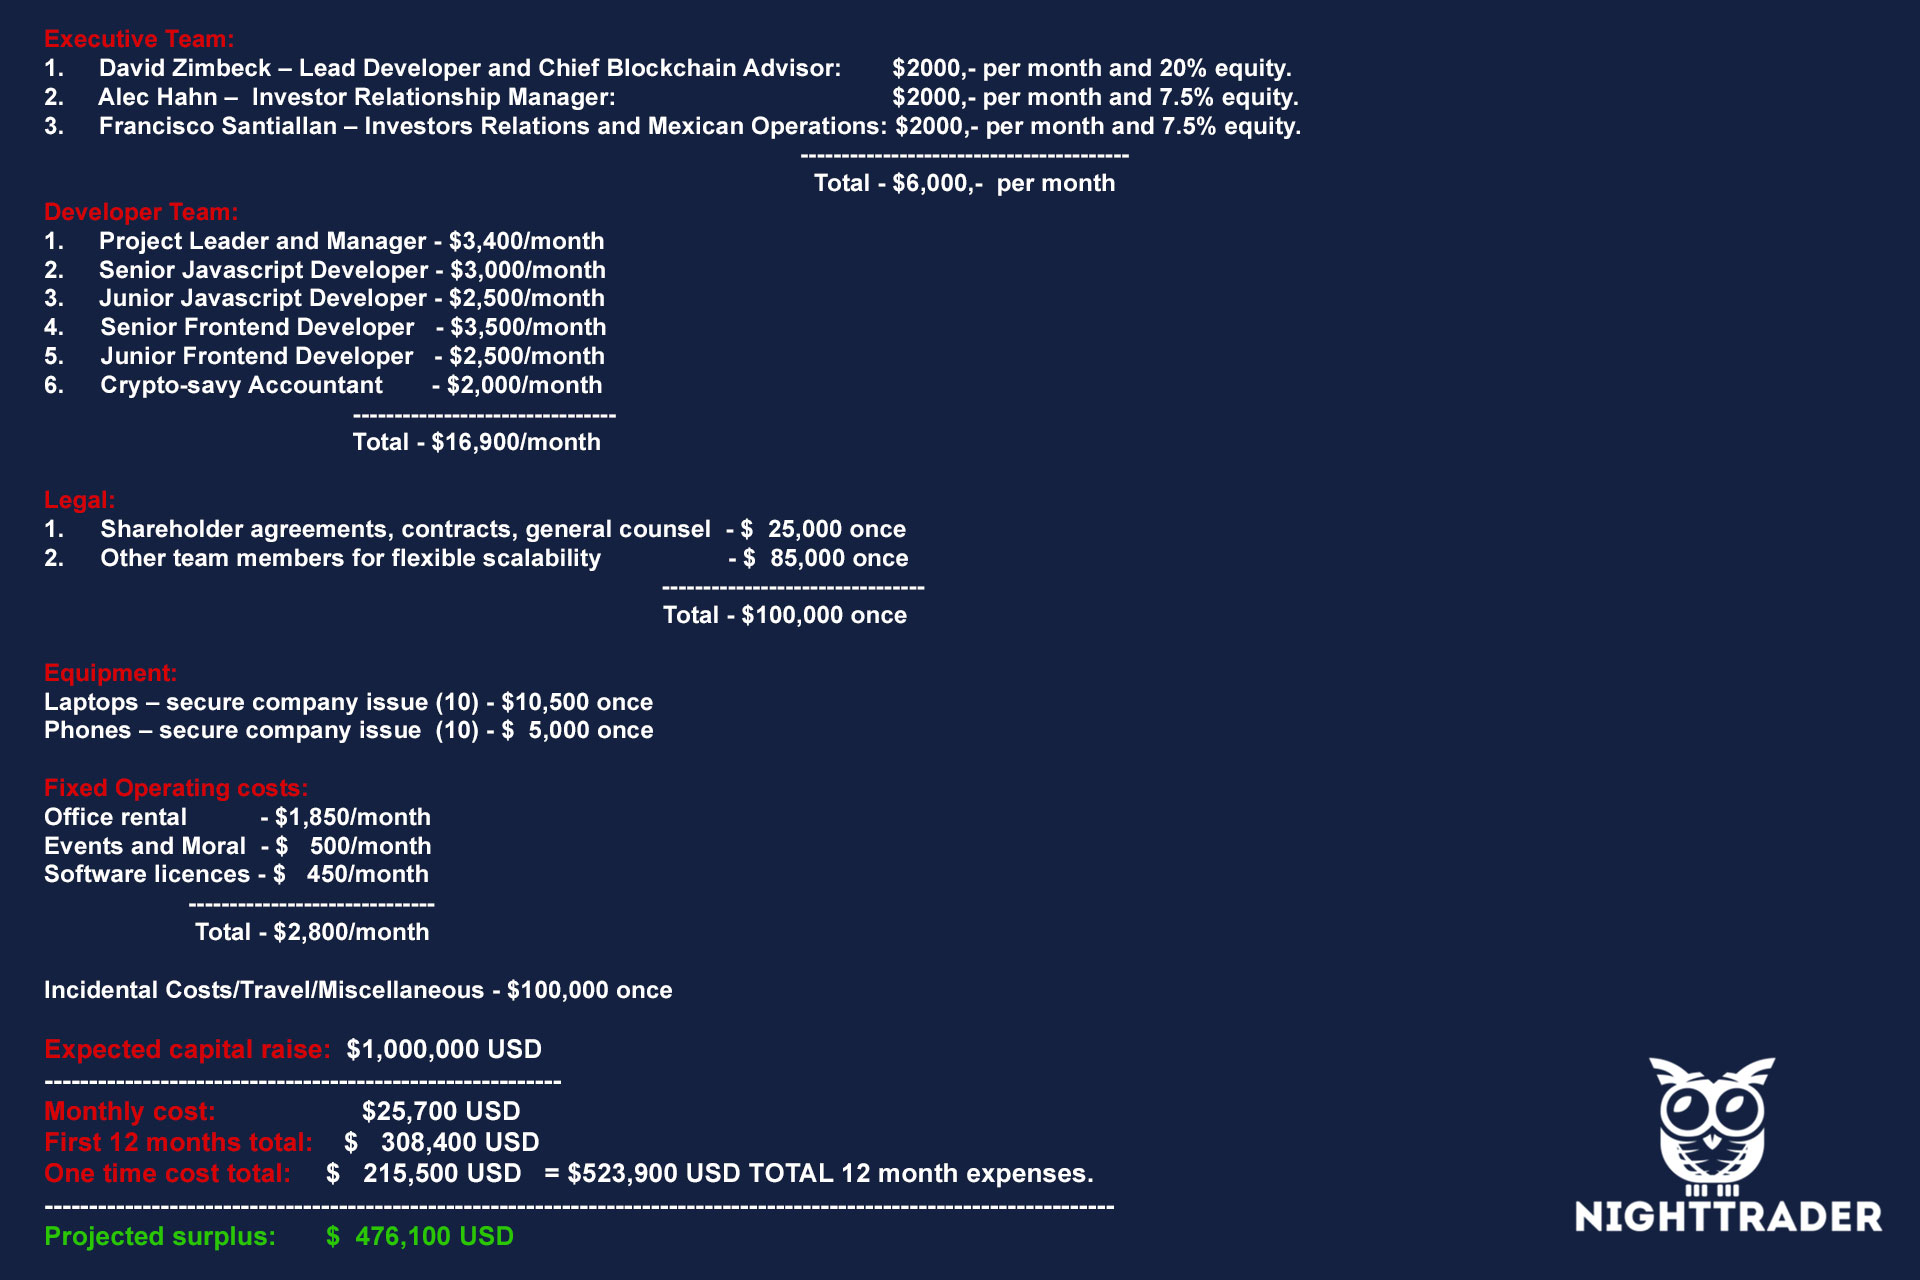 Executive Team:
1. David Zimbeck – Lead Developer and Chief Blockchain Advisor: $2000,- per month and 20% equity.
2. Alec Hahn – Investor Relationship Manager: $2000,- per month and 7.5% equity.
3. Francisco Santiallan – Investors Relations and Mexican Operations: $2000,- per month and 7.5% equity.
----------------------------------------
Total - $6,000,- per month
Developer Team:
1. Project Leader and Manager - $3,400/month
2. Senior Javascript Developer - $3,000/month
3. Junior Javascript Developer - $2,500/month
4. Senior Frontend Developer - $3,500/month
5. Junior Frontend Developer - $2,500/month
6. Crypto-savy Accountant - $2,000/month
--------------------------------
Total - $16,900/month
Legal:
1. Shareholder agreements, contracts, general counsel - $ 25,000 once
2. Other team members for flexible scalability - $ 85,000 once
--------------------------------
Total - $100,000 once
Equipment:
Laptops – secure company issue (10) - $10,500 once
Phones – secure company issue (10) - $ 5,000 once
Fixed Operating costs:
Office rental - $1,850/month
Events and Moral - $ 500/month
Software licences - $ 450/month
------------------------------
Total - $2,800/month
Incidental Costs/Travel/Miscellaneous - $100,000 once
Expected capital raise: $1,000,000 USD
----------------------------------------------------------
Monthly cost: $25,700 USD
First 12 months total: $ 308,400 USD
One time cost total: $ 215,500 USD = $523,900 USD TOTAL 12 month expenses.
------------------------------------------------------------------------------------------------------------------------
Projected surplus: $ 476,100 USD
NIGHTTRADER